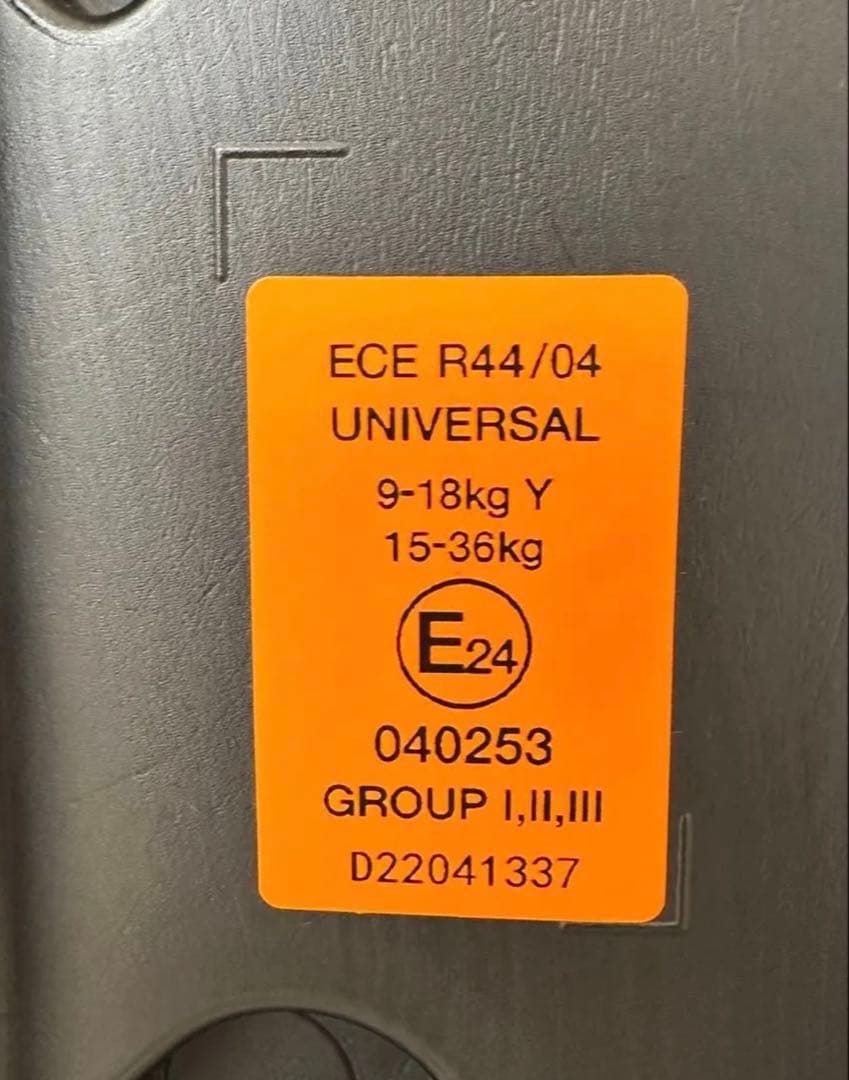 ECE R44/04
UNIVERSAL
9-18kg Y
15-36kg
E24
040253
GROUP I,II,III
D22041337